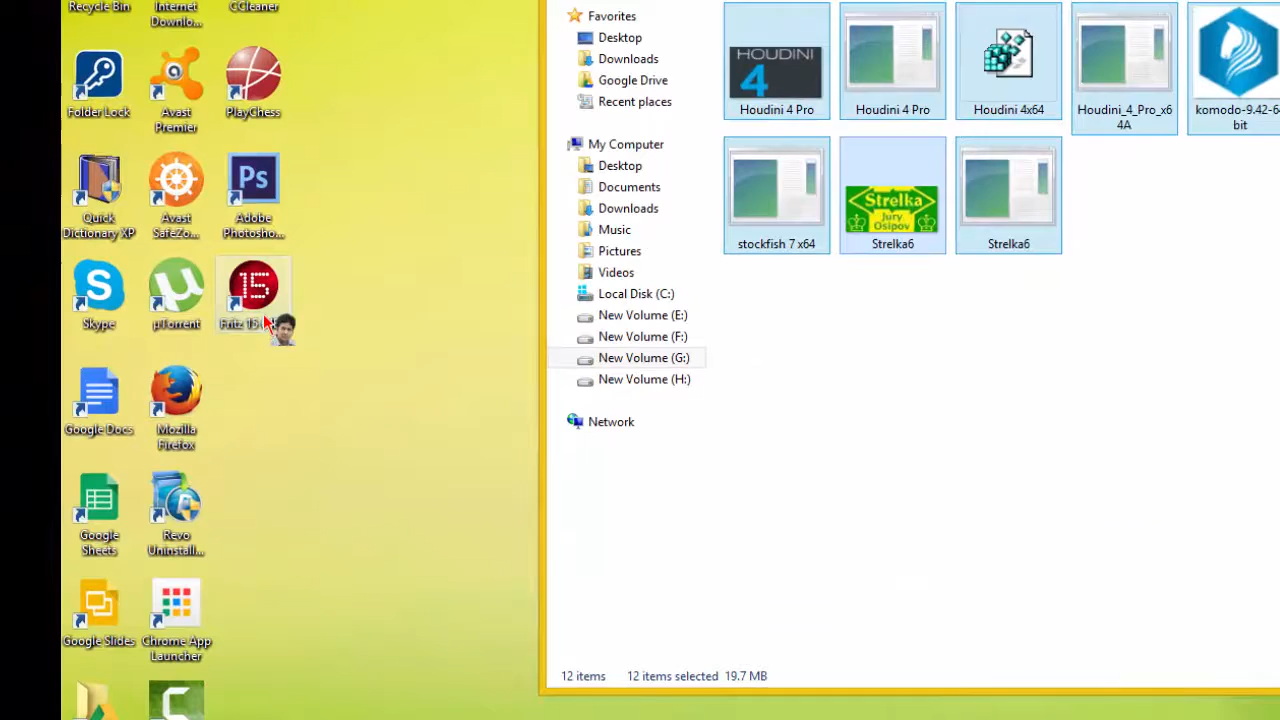 Recycle Bin
Internet
Downlo...
CCleaner
Folder Lock
Avast
Premier
PlayChess
Quick
Dictionary XP
Avast
SafeZo...
Ps
Adobe
Photosho...
Skype
µTorrent
15
Fritz 15
Google Docs
Mozilla
Firefox
Google
Sheets
Revo
Uninstall...
Google Slides
Chrome App
Launcher
Favorites
Desktop
Downloads
Google Drive
Recent places
My Computer
Desktop
Documents
Downloads
Music
Pictures
Videos
Local Disk (C:)
New Volume (E:)
New Volume (F:)
New Volume (G:)
New Volume (H:)
Network
HOUDINI
4
Houdini 4 Pro
Houdini 4 Pro
Houdini 4x64
Houdini_4_Pro_x6
4A
komodo-9.42-6
bit
stockfish 7 x64
Strelka
Jury
Osipov
Strelka6
Strelka6
12 items
12 items selected
19.7 MB